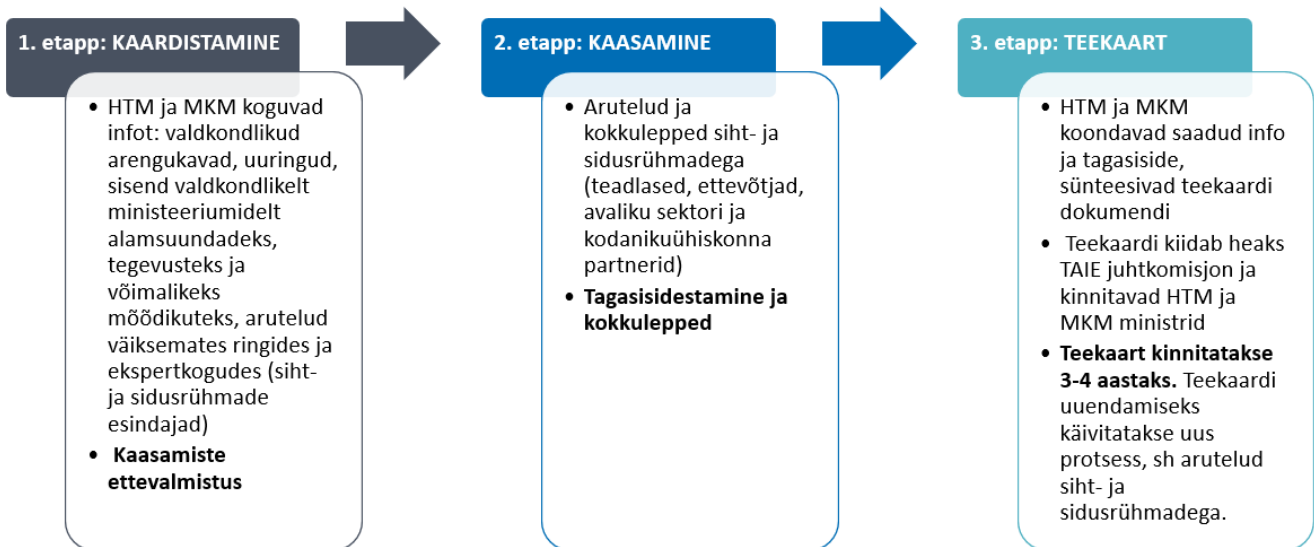 1. etapp: KAARDISTAMINE
• HTM ja MKM koguvad
infot: valdkondlikud
arengukavad, uuringud,
sisend valdkondlikelt
ministeeriumidelt
alamsuundadeks,
tegevusteks ja
võimalikeks
mõõdikuteks, arutelud
väiksemates ringides ja
ekspertkogudes (siht-
ja sidusrühmade
esindajad)
• Kaasamiste
ettevalmistus
2. etapp: KAASAMINE
• Arutelud ja
kokkulepped siht- ja
sidusrühmadega
(teadlased, ettevõtjad,
avaliku sektori ja
kodanikuühiskonna
partnerid)
• Tagasisidestamine ja
kokkulepped
3. etapp: TEEKAART
• HTM ja MKM
koondavad saadud info
ja tagasiside,
sünteesivad teekaardi
dokumendi
• Teekaardi kiidab heaks
TAIE juhtkomisjon ja
kinnitavad HTM ja
MKM ministrid
• Teekaart kinnitatakse
3-4 aastaks. Teekaardi
uuendamiseks
käivitatakse uus
protsess, sh arutelud
siht- ja
sidusrühmadega.